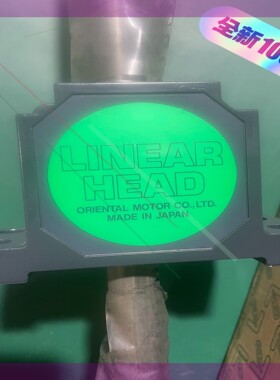 全新10
LINEAR
HEAD
ORIENTAL MOTOR CO.,LTD.
MADE IN JAPAN